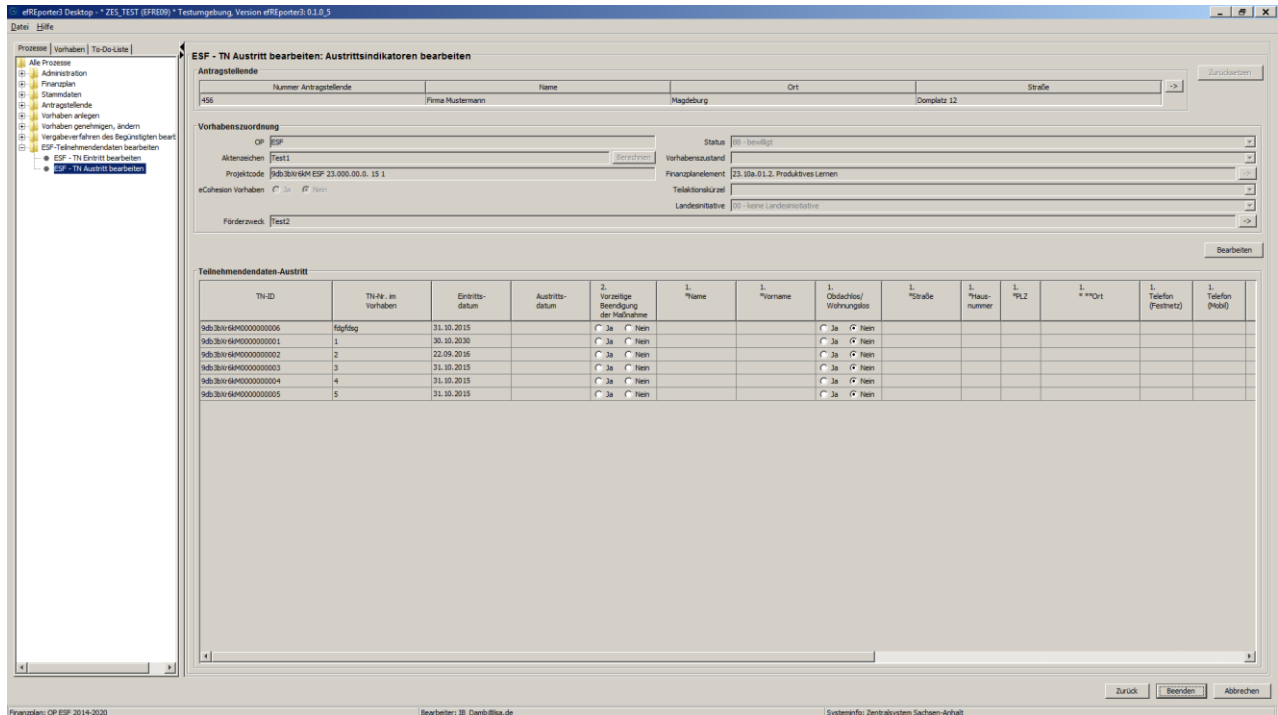 efREporter3 Desktop - * ZES_TEST (EFRE09) * Testumgebung, Version efREporter3: 0.1.0_5
Datei Hilfe
Prozesse Vorhaben To-Do-Liste
Alle Prozesse
Administration
Finanzplan
Stammdaten
Antragstellende
Vorhaben anlegen
Vorhaben genehmigen, ändern
Vergabeverfahren des Begünstigten beart
ESF-Teilnehmendendaten bearbeiten
ESF - TN Eintritt bearbeiten
ESF - TN Austritt bearbeiten
ESF - TN Austritt bearbeiten: Austrittsindikatoren bearbeiten
Antragstellende
Zurücksetzen
Nummer Antragstellende Name Ort Straße ->
456 Firma Mustermann Magdeburg Domplatz 12
Vorhabenszuordnung
OP ESF Status BB - bewilligt
Aktenzeichen Test1 Berechnen Vorhabenszustand
Projektcode 9db3bXr6kM ESF 23.000.00.0. 15 1 Finanzplanelement 23.10a.01.2. Produktives Lernen ->
eCohesion Vorhaben Ja Nein Teilaktionskürzel
Landesinitiative 00 - keine Landesinitiative
Förderzweck Test2 ->
Bearbeiten
Teilnehmendendaten-Austritt
TN-ID TN-Nr. im Vorhaben Eintritts-datum Austritts-datum 2. Vorzeitige Beendigung der Maßnahme 1. *Name 1. *Vorname 1. Obdachlos/ Wohnungslos 1. *Straße 1. *Haus-nummer 1. *PLZ 1. * **Ort 1. Telefon (Festnetz) 1. Telefon (Mobil)
9db3bXr6kM0000000006 fdgfdsg 31.10.2015 Ja Nein Ja Nein
9db3bXr6kM0000000001 1 30.10.2030 Ja Nein Ja Nein
9db3bXr6kM0000000002 2 22.09.2016 Ja Nein Ja Nein
9db3bXr6kM0000000003 3 31.10.2015 Ja Nein Ja Nein
9db3bXr6kM0000000004 4 31.10.2015 Ja Nein Ja Nein
9db3bXr6kM0000000005 5 31.10.2015 Ja Nein Ja Nein
Zurück Beenden Abbrechen
Finanzplan: OP ESF 2014-2020 Bearbeiter: IB_Damb@lsa.de Systeminfo: Zentralsystem Sachsen-Anhalt